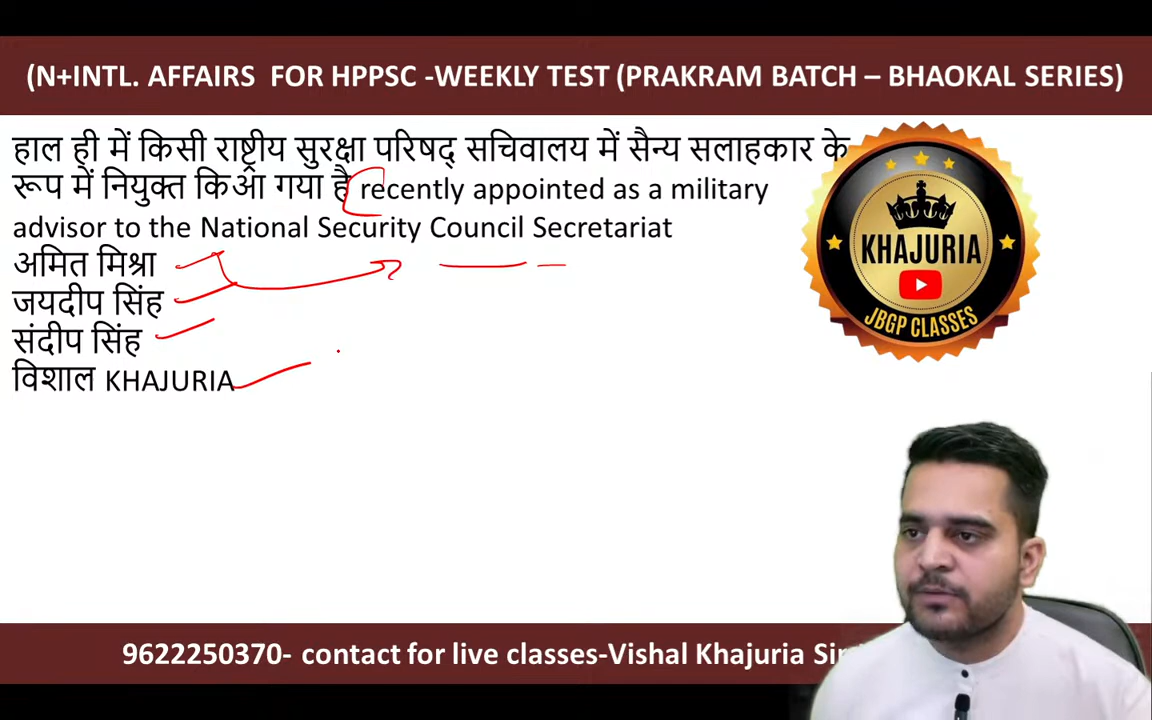 (N+INTL. AFFAIRS FOR HPPSC -WEEKLY TEST (PRAKRAM BATCH – BHAOKAL SERIES)
हाल ही में किसी राष्ट्रीय सुरक्षा परिषद् सचिवालय में सैन्य सलाहकार के
रूप में नियुक्त किआ गया है recently appointed as a military
advisor to the National Security Council Secretariat
अमित मिश्रा
जयदीप सिंह
संदीप सिंह
विशाल KHAJURIA
KHAJURIA
JBGP CLASSES
9622250370- contact for live classes-Vishal Khajuria Sir